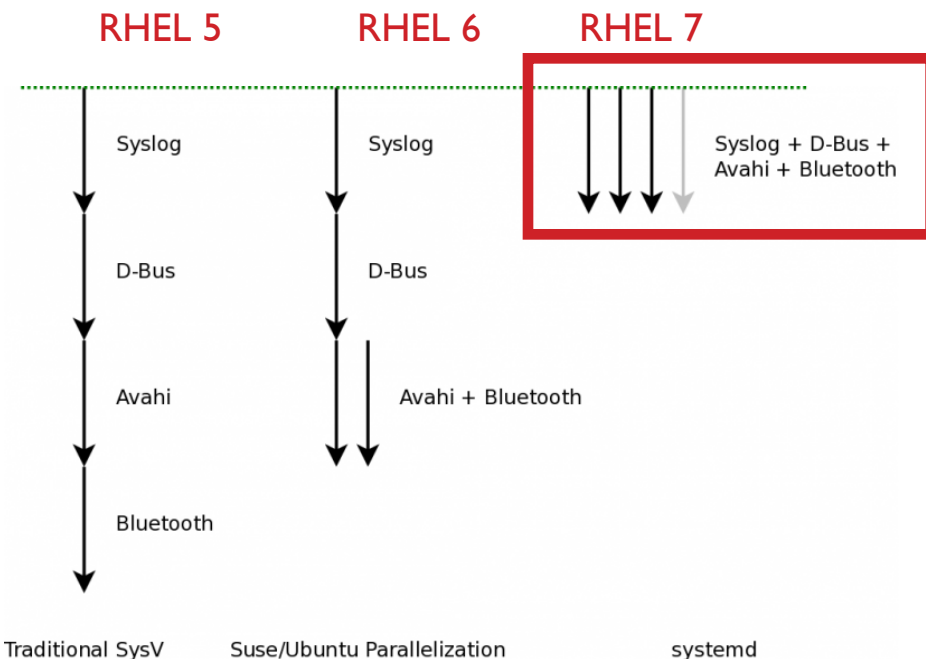 RHEL 5
RHEL 6
RHEL 7
Syslog
Syslog
Syslog + D-Bus +
Avahi + Bluetooth
D-Bus
D-Bus
Avahi
Avahi + Bluetooth
Bluetooth
Traditional SysV
Suse/Ubuntu Parallelization
systemd